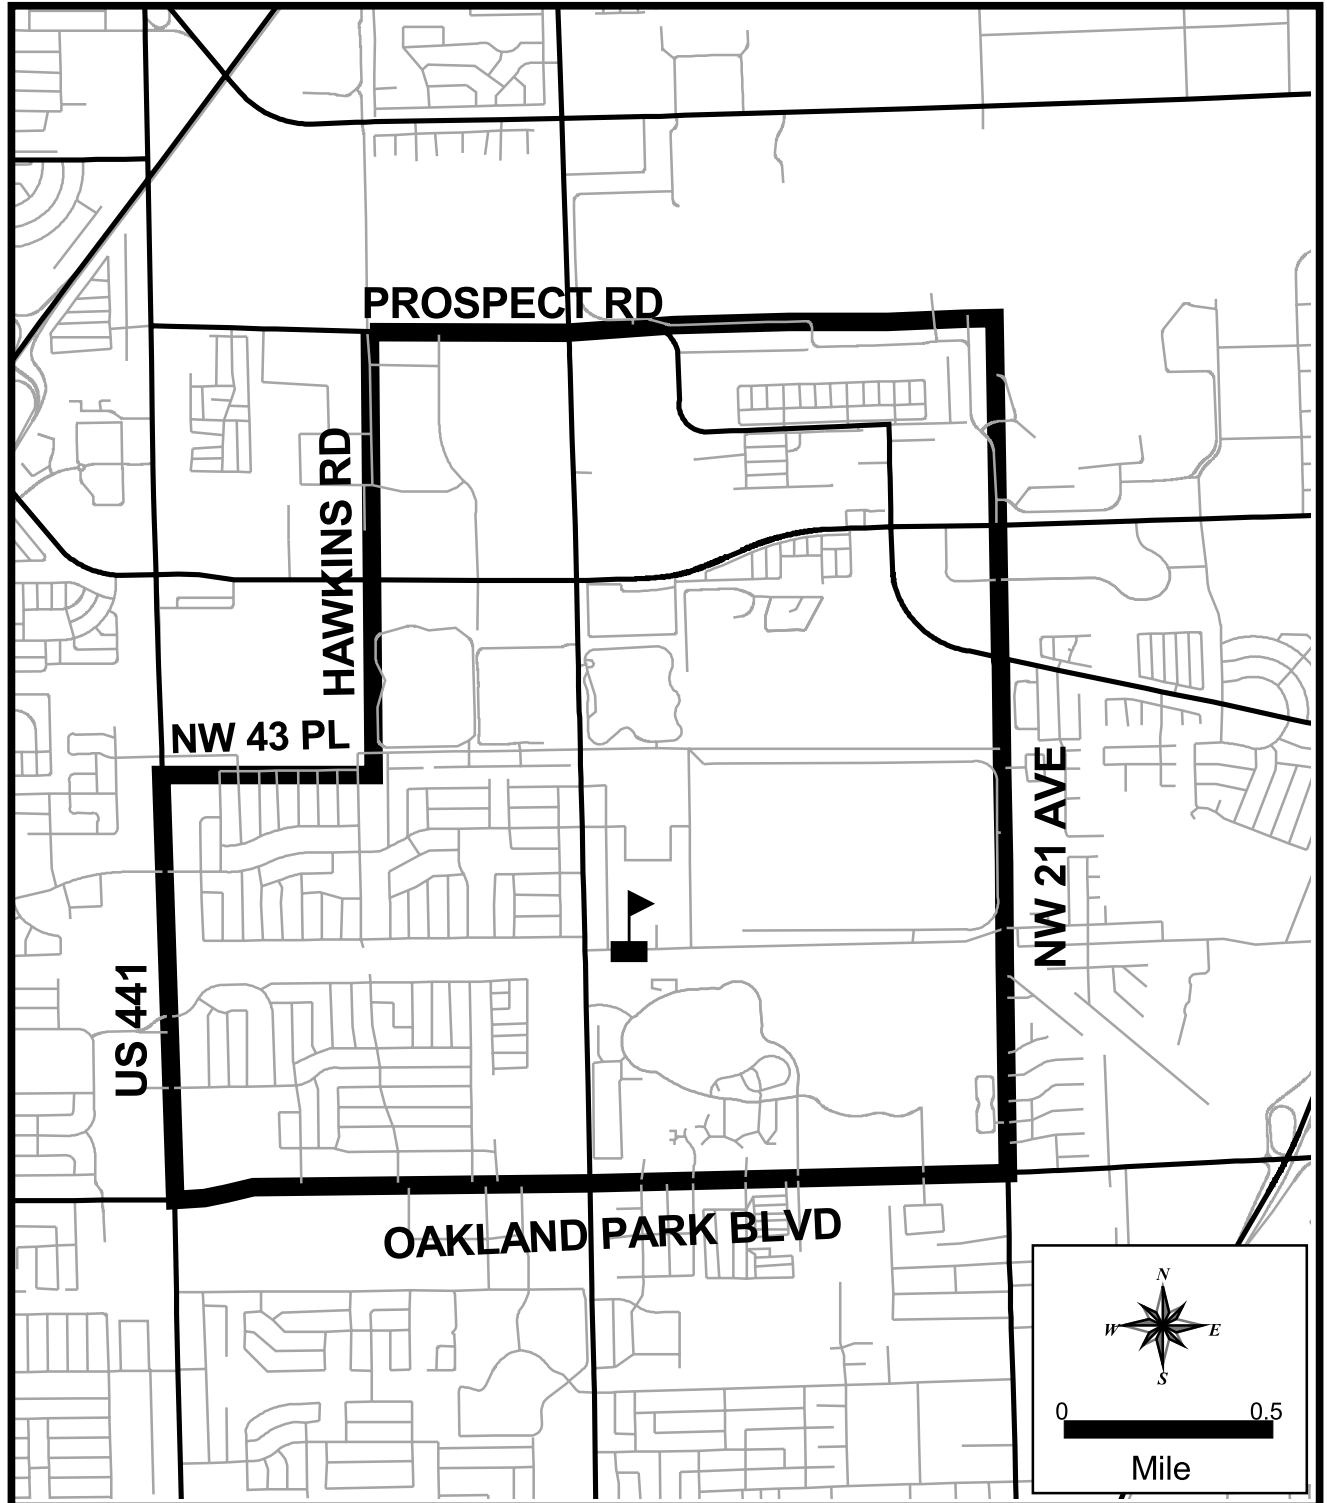 PROSPECT RD
HAWKINS RD
NW 43 PL
NW 21 AVE
US 441
OAKLAND PARK BLVD
N
W E
S
0 0.5
Mile